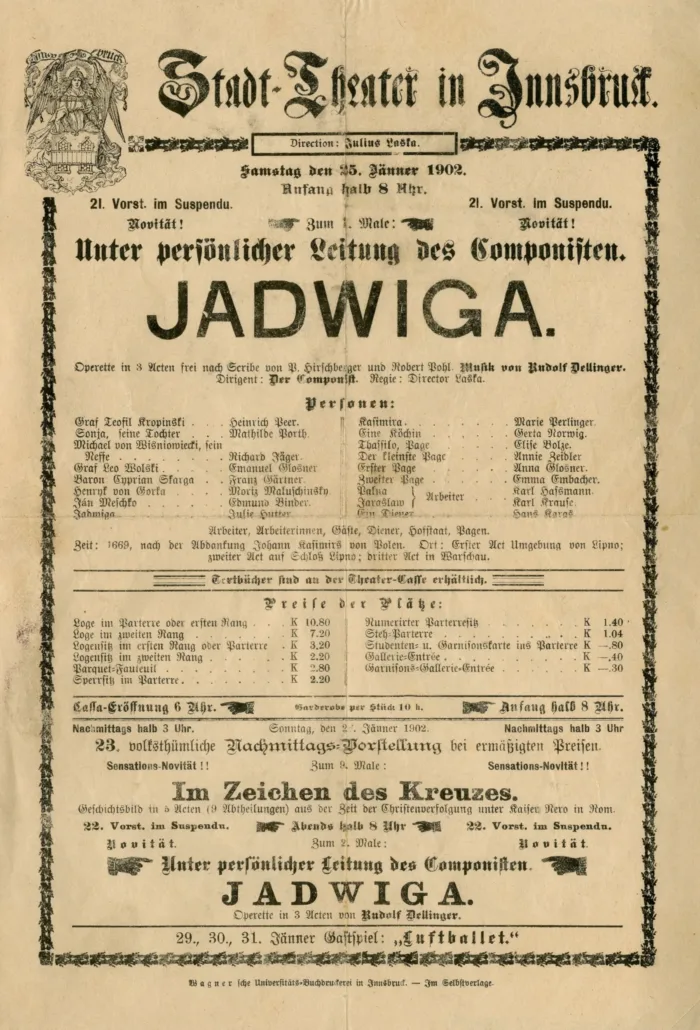 Stadt-Theater in Innsbruck.
Direction: Julius Laska.
Samstag den 25. Jänner 1902.
Anfang halb 8 Uhr.
21. Vorst. im Suspendu. 21. Vorst. im Suspendu.
Novität! Zum 1. Male: Novität!
Unter persönlicher Leitung des Componisten.
JADWIGA.
Operette in 3 Acten frei nach Scribe von P. Hirschberger und Robert Pohl. Musik von Rudolf Dellinger.
Dirigent: Der Componist. Regie: Director Laska.
Personen:
Graf Teofil Kropinski . . . Heinrich Peer.
Sonja, seine Tochter . . . Mathilde Porth.
Michael von Wisniowiecki, sein
Neffe . . . Richard Jäger.
Graf Leo Wolski . . . Emanuel Glosner
Baron Cyprian Skarga . . . Franz Gärtner.
Henryk von Gorka . . . Moriz Maluschinsky
Ján Meschko . . . Edmund Binder.
Jadwiga . . . Julie Hutter.
Kasimira . . . Marie Perlinger.
Eine Köchin . . . Gerta Norwig.
Thassilo, Page . . . Elise Bolze.
Der kleinste Page . . . Annie Zeidler
Erster Page . . . Anna Glosner.
Zweiter Page . . . Emma Embacher.
Palna } Arbeiter . . . Karl Hassmann.
Jaroslaw } . . . Karl Krause.
Ein Diener . . . Hans Karas.
Arbeiter, Arbeiterinnen, Gäste, Diener, Hofstaat, Pagen.
Zeit: 1669, nach der Abdankung Johann Kasimirs von Polen. Ort: Erster Act Umgebung von Lipno;
zweiter Act auf Schloß Lipno; dritter Act in Warschau.
Textbücher sind an der Theater-Casse erhältlich.
Preise der Plätze:
Loge im Parterre oder ersten Rang . . . K 10.80
Loge im zweiten Rang . . . K 7.20
Logensitz im ersten Rang oder Parterre . K 3.20
Logensitz im zweiten Rang . . . K 2.20
Parquet-Fauteuil . . . K 2.80
Sperrsitz im Parterre . . . K 2.20
Numerirter Parterresitz . . . K 1.40
Steh-Parterre . . . K 1.04
Studenten- u. Garnisonskarte ins Parterre K —.80
Gallerie-Entrée . . . K —.40
Garnisons-Gallerie-Entrée . . . K —.30
Cassa-Eröffnung 6 Uhr. Garderobe per Stück 10 h. Anfang halb 8 Uhr.
Nachmittags halb 3 Uhr. Sonntag, den Jänner 1902. Nachmittags halb 3 Uhr
23. volksthümliche Nachmittags-Vorstellung bei ermäßigten Preisen.
Sensations-Novität!! Zum 9. Male: Sensations-Novität!!
Im Zeichen des Kreuzes.
Geschichtsbild in 5 Acten (9 Abtheilungen) aus der Zeit der Christenverfolgung unter Kaiser Nero in Rom.
22. Vorst. im Suspendu. Abends halb 8 Uhr 22. Vorst. im Suspendu.
Novität. Zum 2. Male: Novität.
Unter persönlicher Leitung des Componisten.
JADWIGA.
Operette in 3 Acten von Rudolf Dellinger.
29., 30., 31. Jänner Gastspiel: „Luftballet.“
Wagner'sche Universitäts-Buchdruckerei in Innsbruck. — Im Selbstverlage.